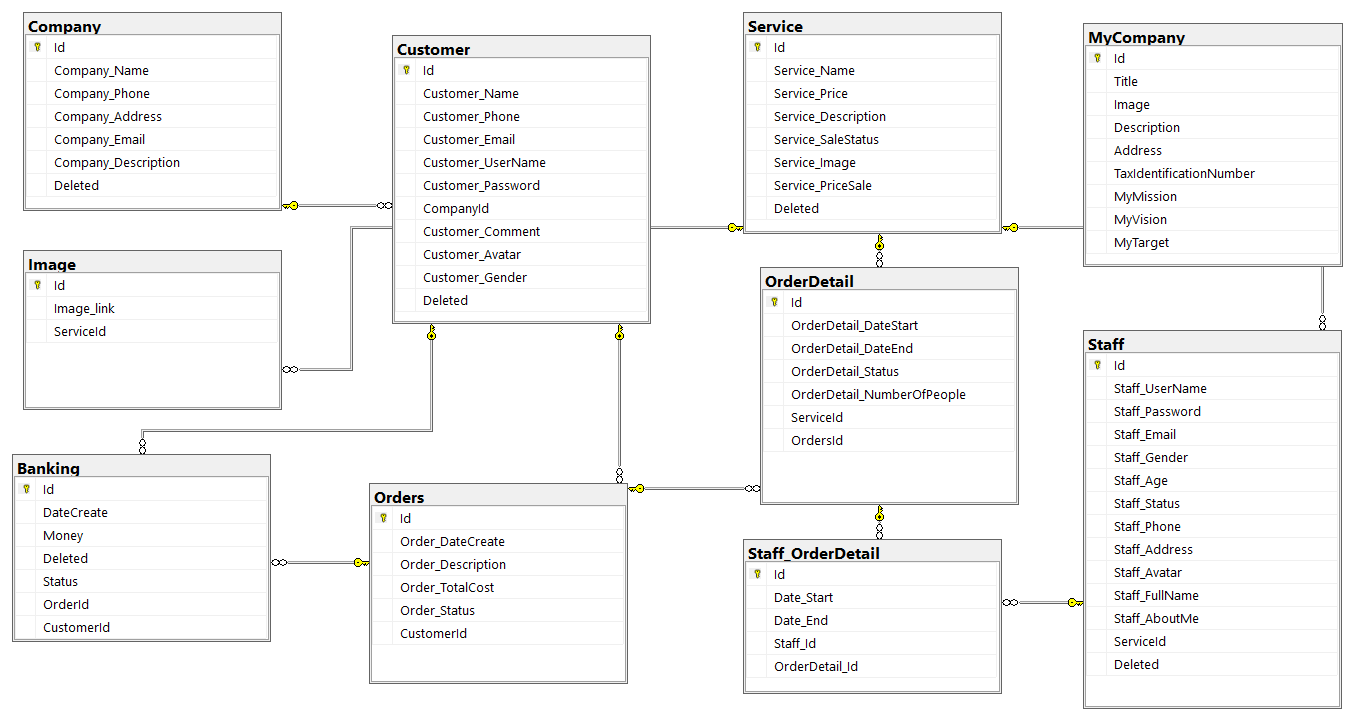 Company
Id
Company_Name
Company_Phone
Company_Address
Company_Email
Company_Description
Deleted
Customer
Id
Customer_Name
Customer_Phone
Customer_Email
Customer_UserName
Customer_Password
CompanyId
Customer_Comment
Customer_Avatar
Customer_Gender
Deleted
Service
Id
Service_Name
Service_Price
Service_Description
Service_SaleStatus
Service_Image
Service_PriceSale
Deleted
MyCompany
Id
Title
Image
Description
Address
TaxIdentificationNumber
MyMission
MyVision
MyTarget
Image
Id
Image_link
ServiceId
OrderDetail
Id
OrderDetail_DateStart
OrderDetail_DateEnd
OrderDetail_Status
OrderDetail_NumberOfPeople
ServiceId
OrdersId
Staff
Id
Staff_UserName
Staff_Password
Staff_Email
Staff_Gender
Staff_Age
Staff_Status
Staff_Phone
Staff_Address
Staff_Avatar
Staff_FullName
Staff_AboutMe
ServiceId
Deleted
Banking
Id
DateCreate
Money
Deleted
Status
OrderId
CustomerId
Orders
Id
Order_DateCreate
Order_Description
Order_TotalCost
Order_Status
CustomerId
Staff_OrderDetail
Id
Date_Start
Date_End
Staff_Id
OrderDetail_Id